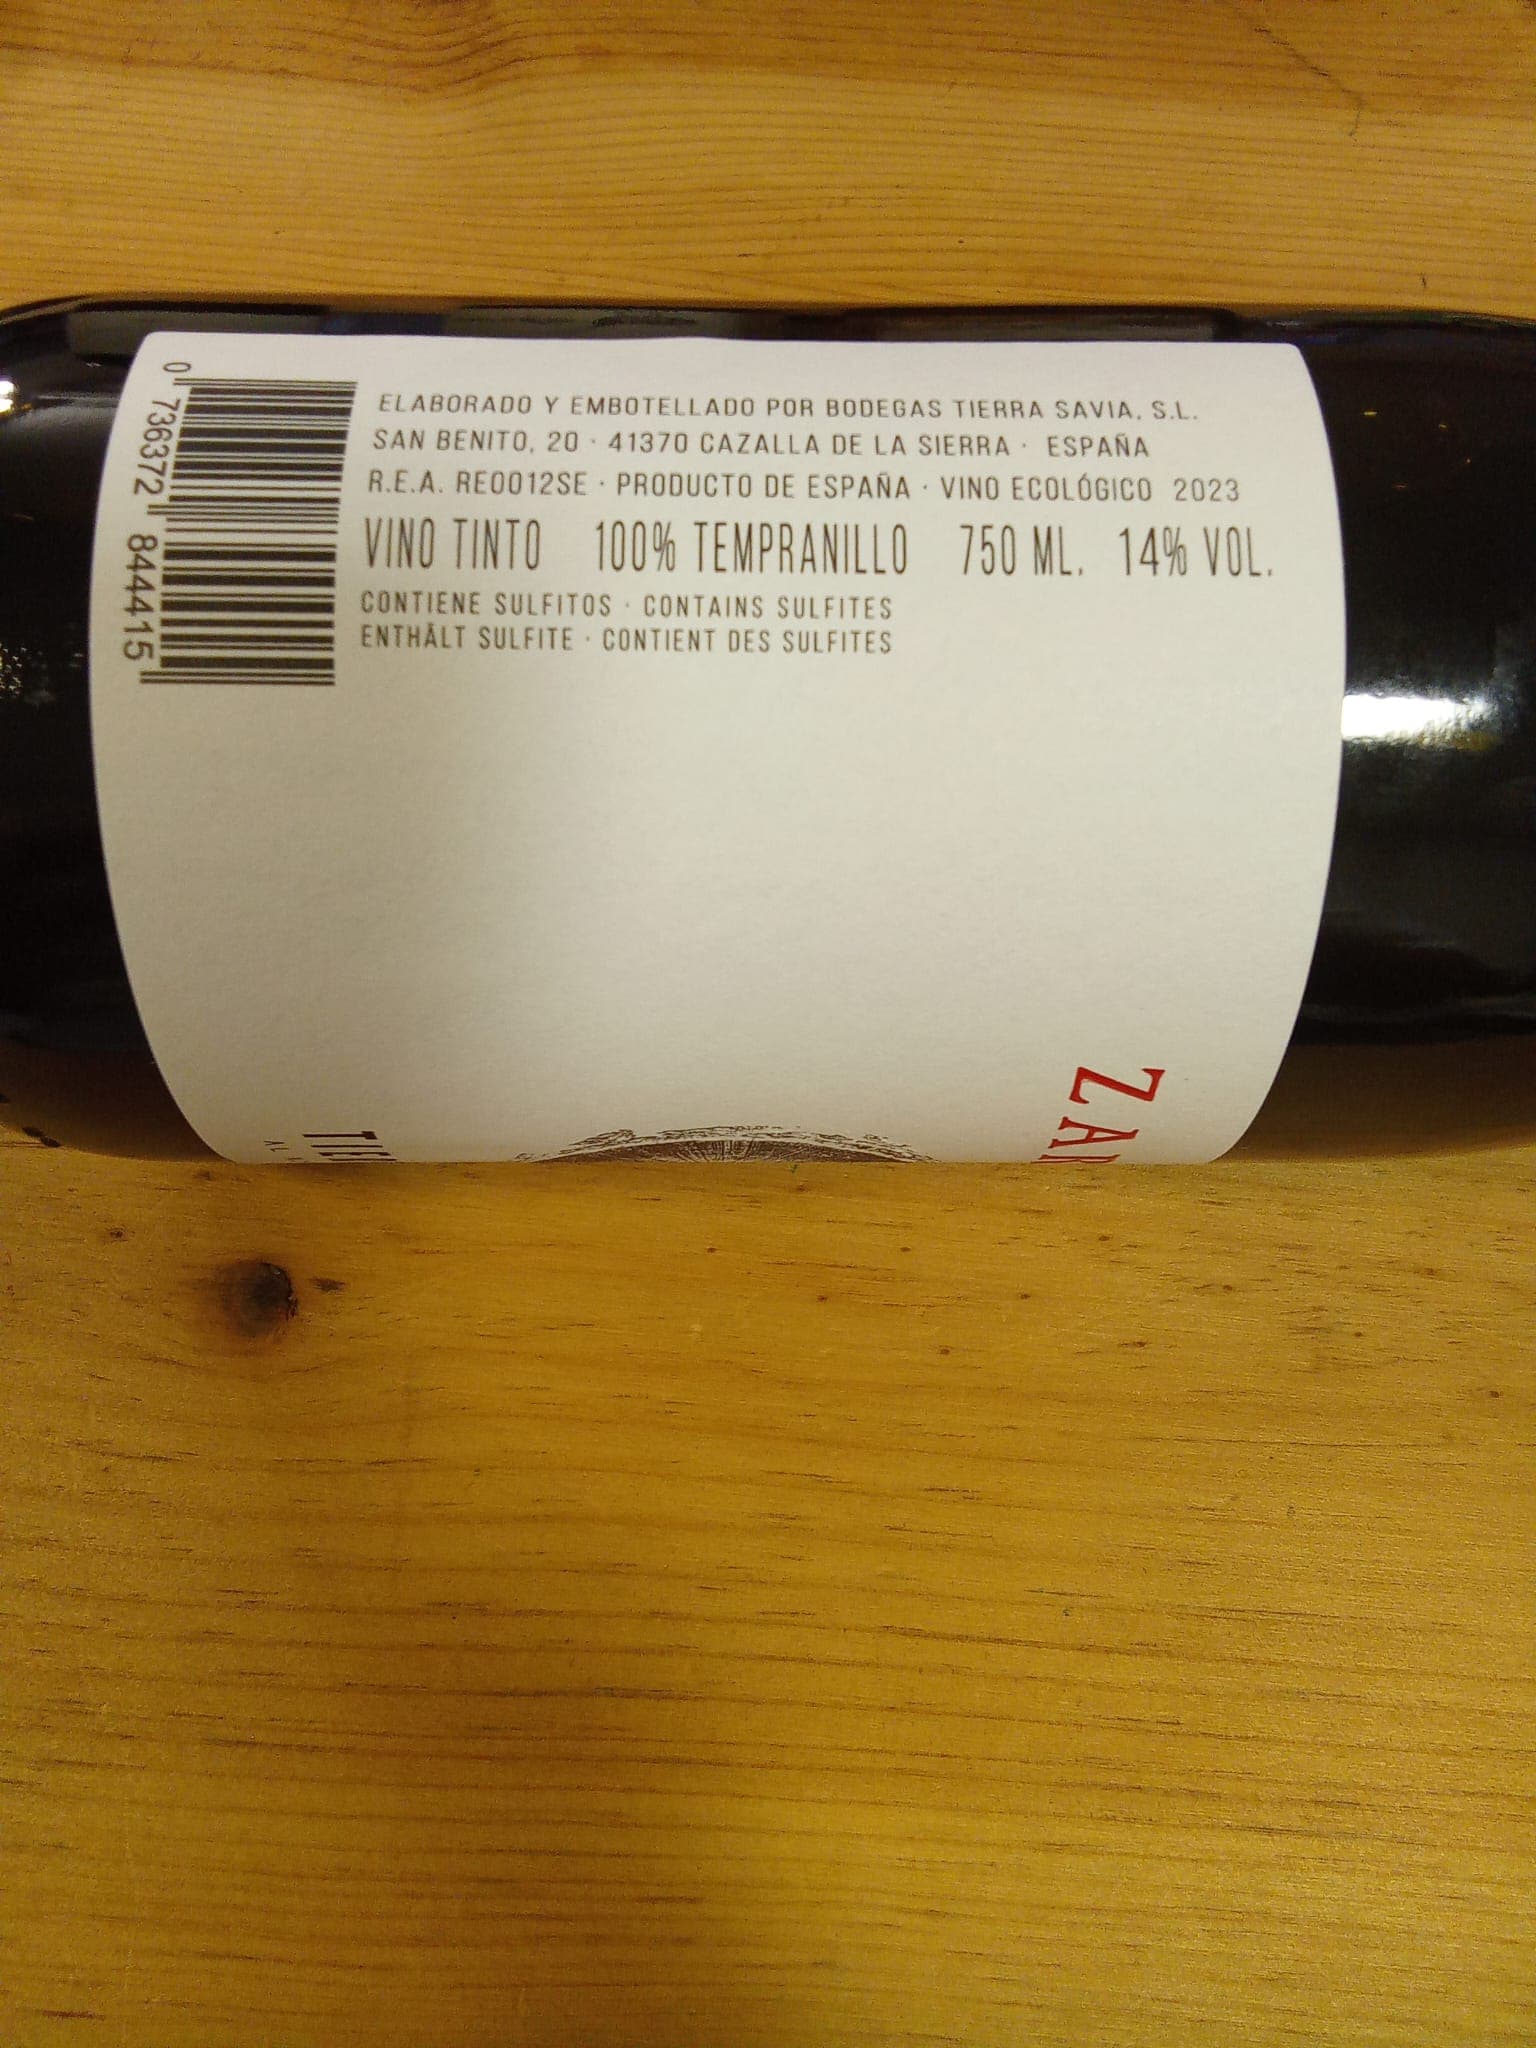 ELABORADO Y EMBOTELLADO POR BODEGAS TIERRA SAVIA, S.L.
SAN BENITO, 20 · 41370 CAZALLA DE LA SIERRA · ESPAÑA
R.E.A. RE0012SE · PRODUCTO DE ESPAÑA · VINO ECOLÓGICO 2023
VINO TINTO 100% TEMPRANILLO 750 ML. 14% VOL.
CONTIENE SULFITOS · CONTAINS SULFITES
ENTHÄLT SULFITE · CONTIENT DES SULFITES
0 736372 844415